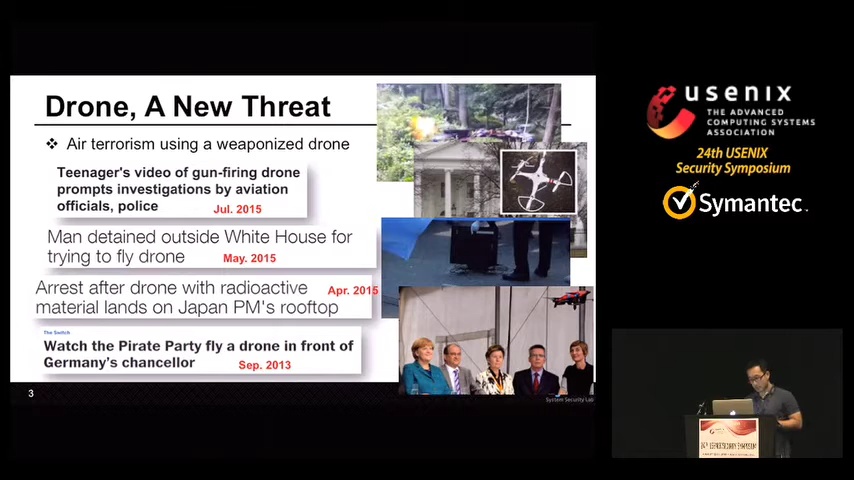 Drone, A New Threat
❖ Air terrorism using a weaponized drone
Teenager's video of gun-firing drone
prompts investigations by aviation
officials, police
Jul. 2015
Man detained outside White House for
trying to fly drone
May. 2015
Arrest after drone with radioactive
material lands on Japan PM's rooftop
Apr. 2015
The Switch
Watch the Pirate Party fly a drone in front of
Germany's chancellor
Sep. 2013
3
System Security Lab
usenix
THE ADVANCED
COMPUTING SYSTEMS
ASSOCIATION
24th USENIX
Security Symposium
Symantec.